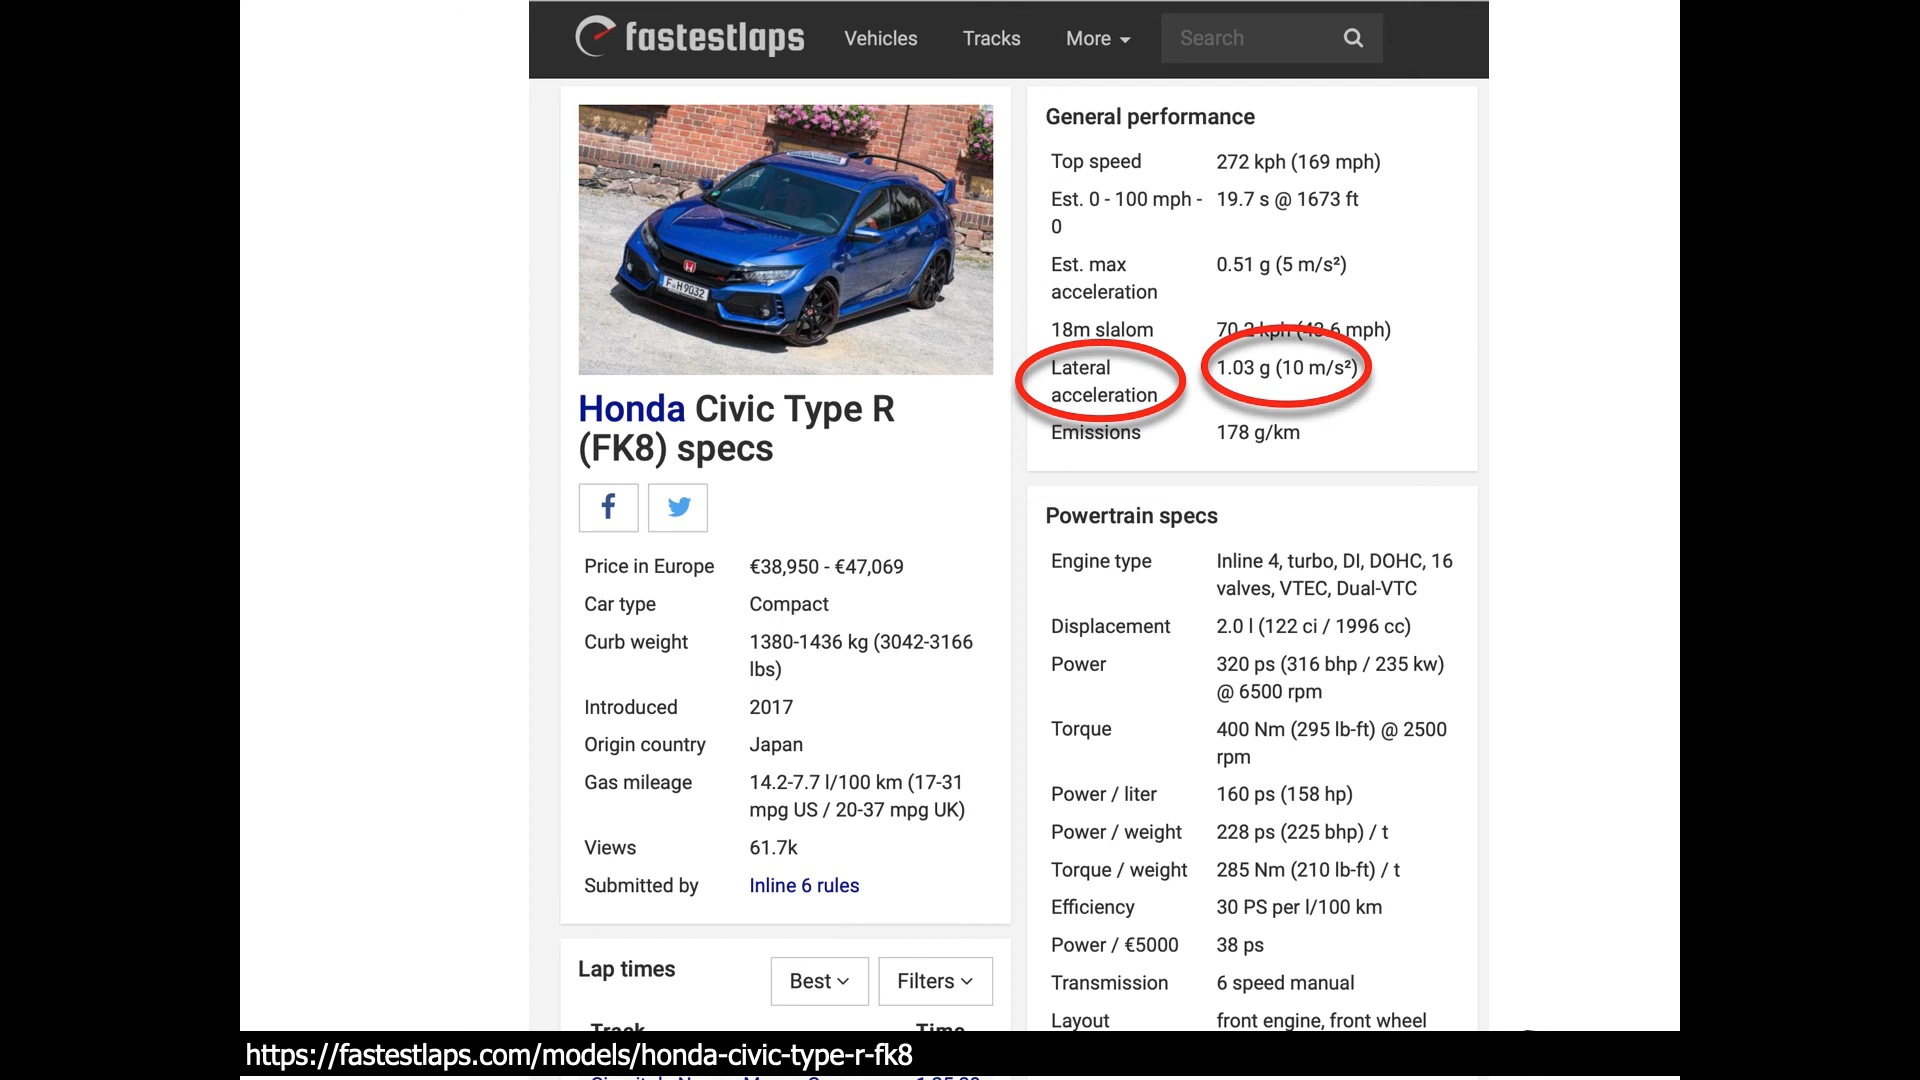 fastestlaps
Vehicles
Tracks
More
Search
F H 9032
Honda Civic Type R
(FK8) specs
Price in Europe €38,950 - €47,069
Car type Compact
Curb weight 1380-1436 kg (3042-3166
lbs)
Introduced 2017
Origin country Japan
Gas mileage 14.2-7.7 l/100 km (17-31
mpg US / 20-37 mpg UK)
Views 61.7k
Submitted by Inline 6 rules
Lap times
Best
Filters
Track Time
General performance
Top speed 272 kph (169 mph)
Est. 0 - 100 mph - 19.7 s @ 1673 ft
0
Est. max 0.51 g (5 m/s²)
acceleration
18m slalom 70.2 kph (43.6 mph)
Lateral 1.03 g (10 m/s²)
acceleration
Emissions 178 g/km
Powertrain specs
Engine type Inline 4, turbo, DI, DOHC, 16
valves, VTEC, Dual-VTC
Displacement 2.0 l (122 ci / 1996 cc)
Power 320 ps (316 bhp / 235 kw)
@ 6500 rpm
Torque 400 Nm (295 lb-ft) @ 2500
rpm
Power / liter 160 ps (158 hp)
Power / weight 228 ps (225 bhp) / t
Torque / weight 285 Nm (210 lb-ft) / t
Efficiency 30 PS per l/100 km
Power / €5000 38 ps
Transmission 6 speed manual
Layout front engine, front wheel
https://fastestlaps.com/models/honda-civic-type-r-fk8